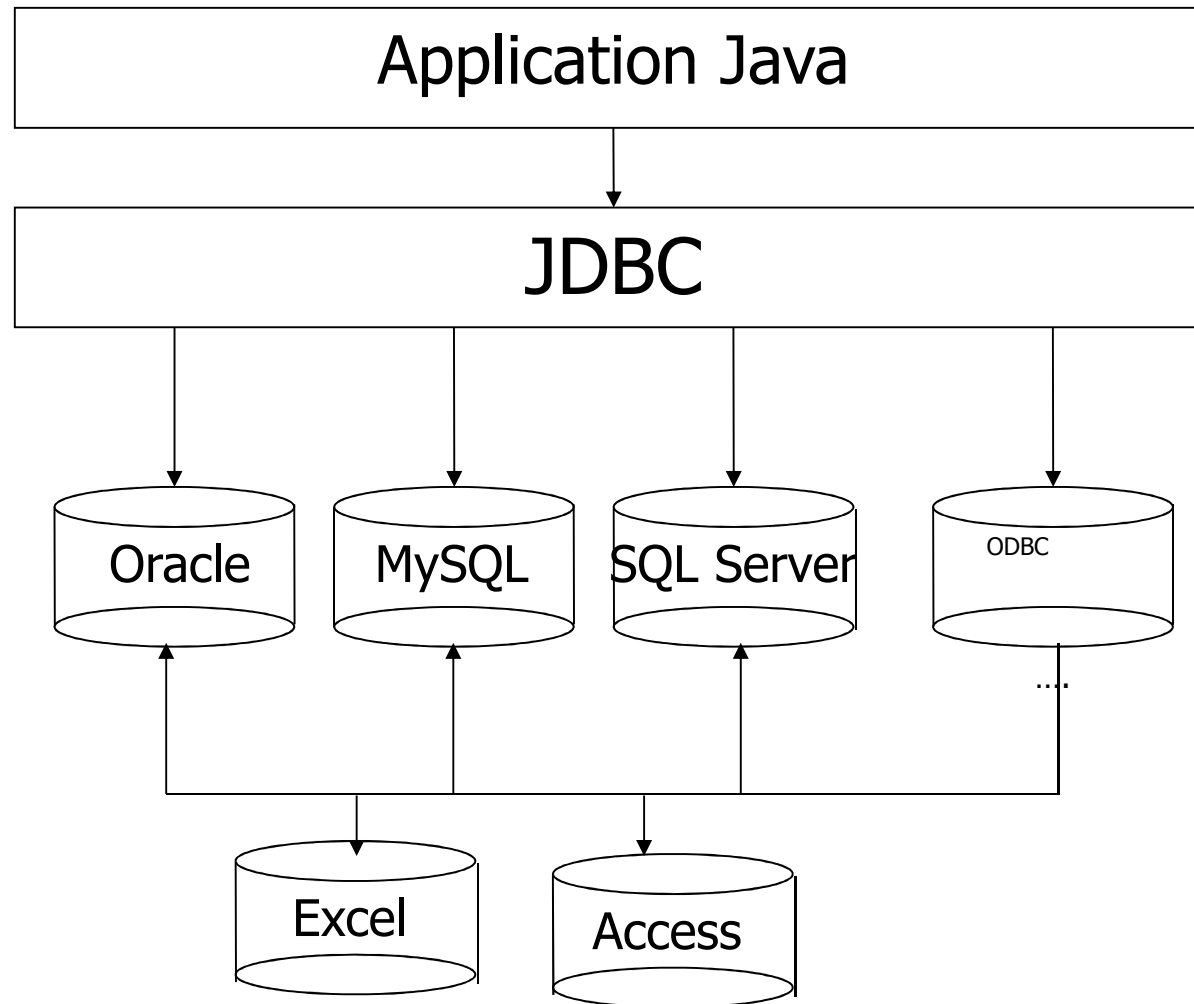 Application Java
JDBC
Oracle
MySQL
SQL Server
ODBC
....
Excel
Access